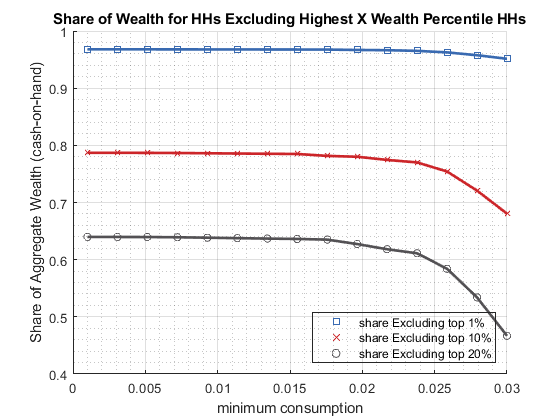 Share of Wealth for HHs Excluding Highest X Wealth Percentile HHs
1
0.9
0.8
0.7
0.6
0.5
0.4
Share of Aggregate Wealth (cash-on-hand)
share Excluding top 1%
share Excluding top 10%
share Excluding top 20%
0 0.005 0.01 0.015 0.02 0.025 0.03
minimum consumption